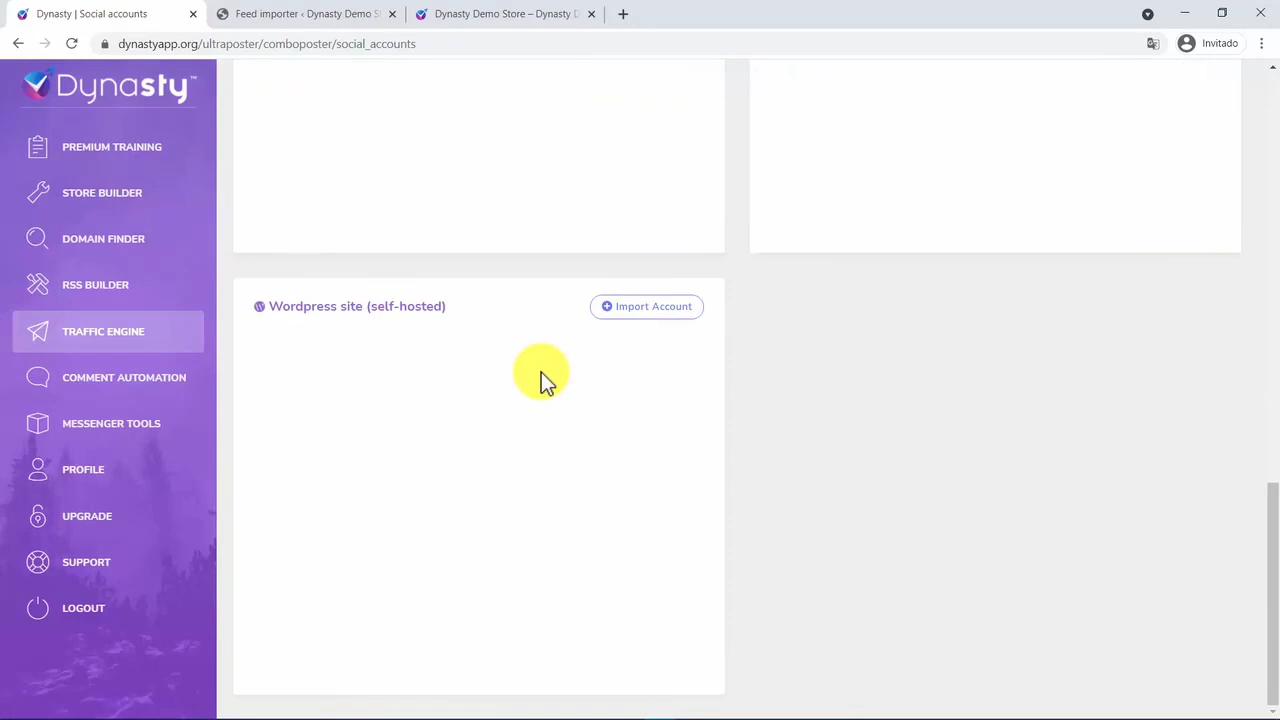 Dynasty | Social accounts
Feed importer ‹ Dynasty Demo St
Dynasty Demo Store – Dynasty D
dynastyapp.org/ultraposter/comboposter/social_accounts
Invitado
Dynasty™
PREMIUM TRAINING
STORE BUILDER
DOMAIN FINDER
RSS BUILDER
TRAFFIC ENGINE
COMMENT AUTOMATION
MESSENGER TOOLS
PROFILE
UPGRADE
SUPPORT
LOGOUT
Wordpress site (self-hosted)
Import Account